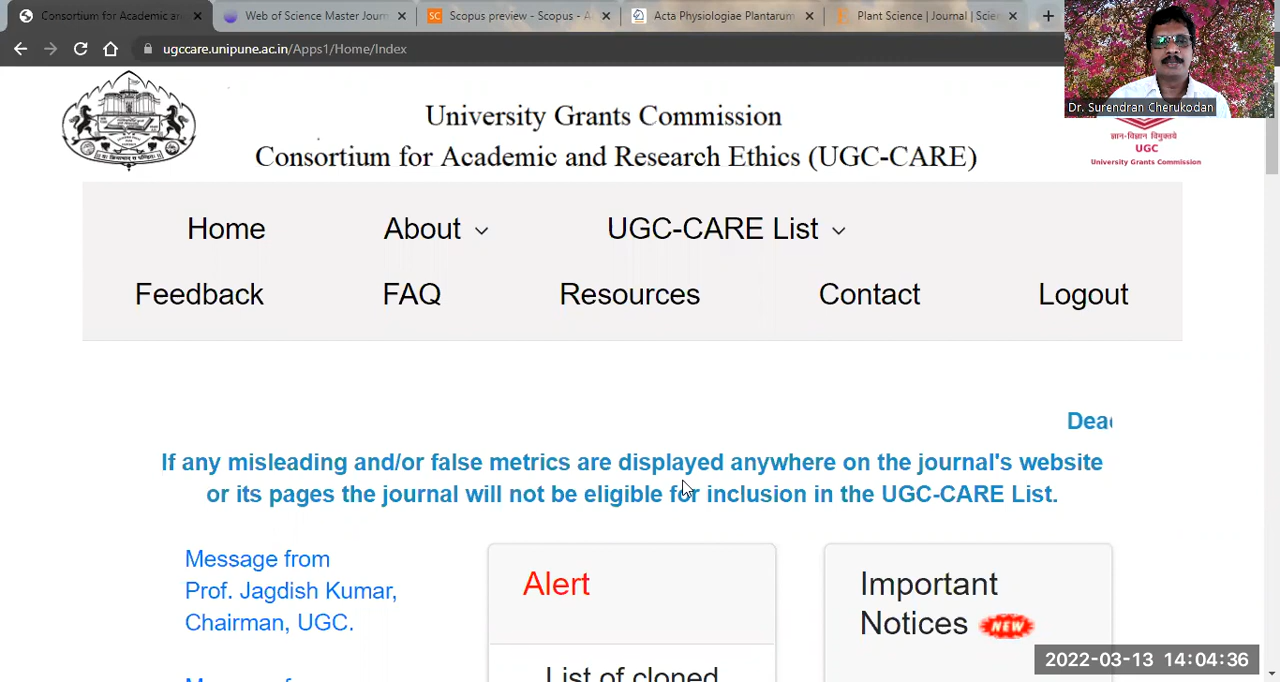 Consortium for Academic an
Web of Science Master Journ
Scopus preview - Scopus - A
Acta Physiologiae Plantarum
Plant Science | Journal | Scien
ugccare.unipune.ac.in/Apps1/Home/Index
Dr. Surendran Cherukodan
University Grants Commission
Consortium for Academic and Research Ethics (UGC-CARE)
ज्ञान-विज्ञान विमुक्तये
UGC
University Grants Commission
Home
About
UGC-CARE List
Feedback
FAQ
Resources
Contact
Logout
Dead
If any misleading and/or false metrics are displayed anywhere on the journal's website
or its pages the journal will not be eligible for inclusion in the UGC-CARE List.
Message from
Prof. Jagdish Kumar,
Chairman, UGC.
Alert
List of cloned
Important
Notices NEW
2022-03-13 14:04:36